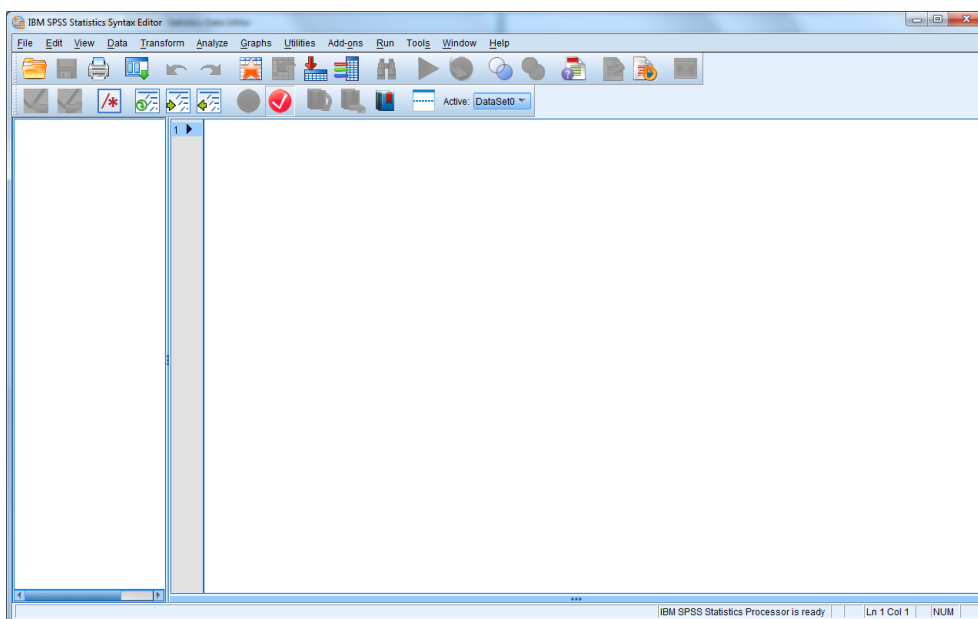 IBM SPSS Statistics Syntax Editor
File Edit View Data Transform Analyze Graphs Utilities Add-ons Run Tools Window Help
/*
Active: DataSet0
1
IBM SPSS Statistics Processor is ready Ln 1 Col 1 NUM